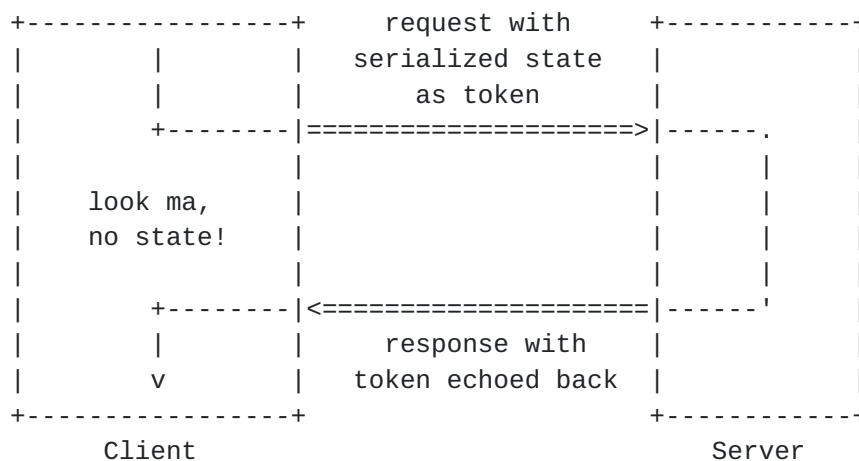 request with
serialized state
as token
look ma,
no state!
response with
token echoed back
Client
Server